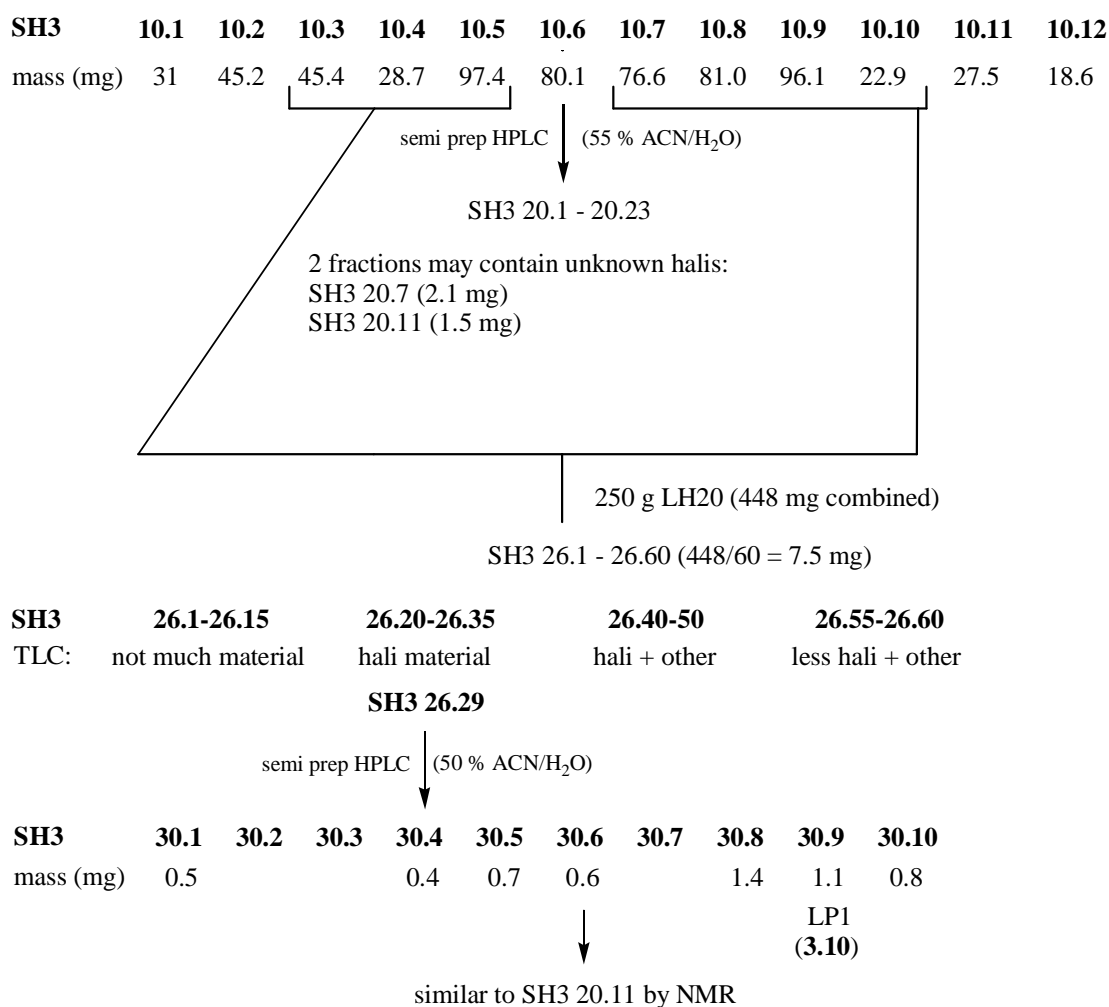 SH3 10.1 10.2 10.3 10.4 10.5 10.6 10.7 10.8 10.9 10.10 10.11 10.12
mass (mg) 31 45.2 45.4 28.7 97.4 80.1 76.6 81.0 96.1 22.9 27.5 18.6
semi prep HPLC (55 % ACN/H₂O)
SH3 20.1 - 20.23
2 fractions may contain unknown halis:
SH3 20.7 (2.1 mg)
SH3 20.11 (1.5 mg)
250 g LH20 (448 mg combined)
SH3 26.1 - 26.60 (448/60 = 7.5 mg)
SH3 26.1-26.15 26.20-26.35 26.40-50 26.55-26.60
TLC: not much material hali material hali + other less hali + other
SH3 26.29
semi prep HPLC (50 % ACN/H₂O)
SH3 30.1 30.2 30.3 30.4 30.5 30.6 30.7 30.8 30.9 30.10
mass (mg) 0.5 0.4 0.7 0.6 1.4 1.1 0.8
LP1
(3.10)
similar to SH3 20.11 by NMR